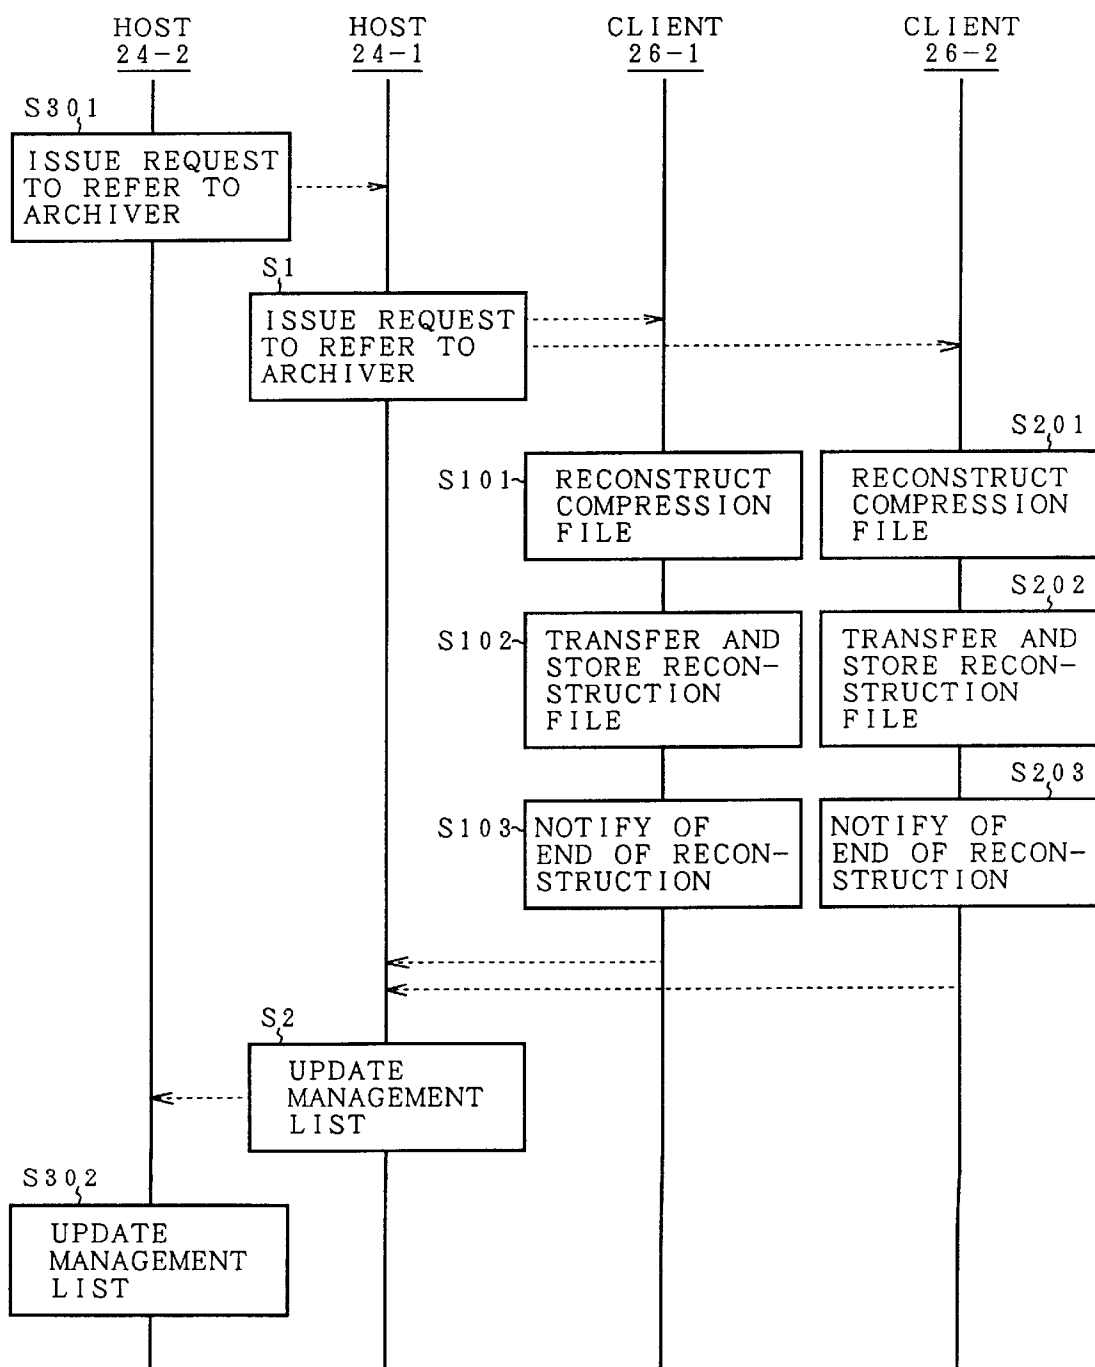 HOST
24-2
HOST
24-1
CLIENT
26-1
CLIENT
26-2
S301
ISSUE REQUEST
TO REFER TO
ARCHIVER
S1
ISSUE REQUEST
TO REFER TO
ARCHIVER
S101
RECONSTRUCT
COMPRESSION
FILE
S201
RECONSTRUCT
COMPRESSION
FILE
S102
TRANSFER AND
STORE RECON-
STRUCTION
FILE
S202
TRANSFER AND
STORE RECON-
STRUCTION
FILE
S103
NOTIFY OF
END OF RECON-
STRUCTION
S203
NOTIFY OF
END OF RECON-
STRUCTION
S2
UPDATE
MANAGEMENT
LIST
S302
UPDATE
MANAGEMENT
LIST